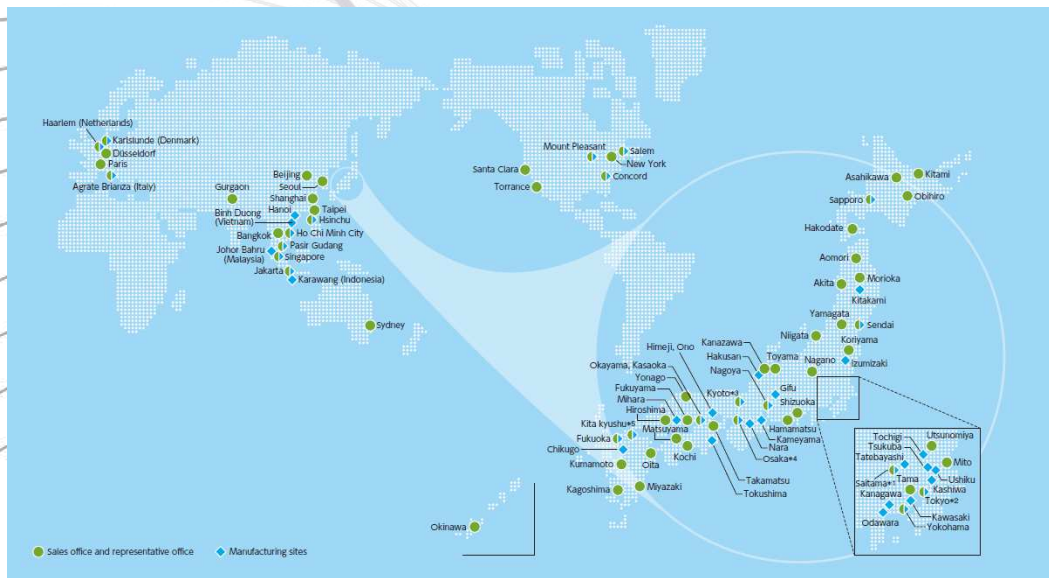 Haarlem (Netherlands)
Karlslunde (Denmark)
Düsseldorf
Paris
Agrate Brianza (Italy)
Gurgaon
Beijing
Seoul
Shanghai
Hanoi
Binh Duong
(Vietnam)
Taipei
Hsinchu
Bangkok
Ho Chi Minh City
Pasir Gudang
Johor Bahru
(Malaysia)
Singapore
Jakarta
Karawang (Indonesia)
Sydney
Santa Clara
Torrance
Mount Pleasant
Salem
New York
Concord
Asahikawa
Kitami
Sapporo
Obihiro
Hakodate
Aomori
Akita
Morioka
Kitakami
Yamagata
Sendai
Niigata
Koriyama
Izumizaki
Kanazawa
Himeji, Ono
Hakusan
Toyama
Nagano
Nagoya
Okayama, Kasaoka
Yonago
Gifu
Fukuyama
Kyoto*3
Shizuoka
Mihara
Hiroshima
Kita kyushu*5
Matsuyama
Hamamatsu
Kameyama
Fukuoka
Nara
Kochi
Osaka*4
Chikugo
Oita
Kumamoto
Takamatsu
Tokushima
Kagoshima
Miyazaki
Okinawa
Tochigi
Utsunomiya
Tsukuba
Tatebayashi
Mito
Saitama*1
Tama
Ushiku
Kashiwa
Kanagawa
Tokyo*2
Kawasaki
Odawara
Yokohama
Sales office and representative office
Manufacturing sites